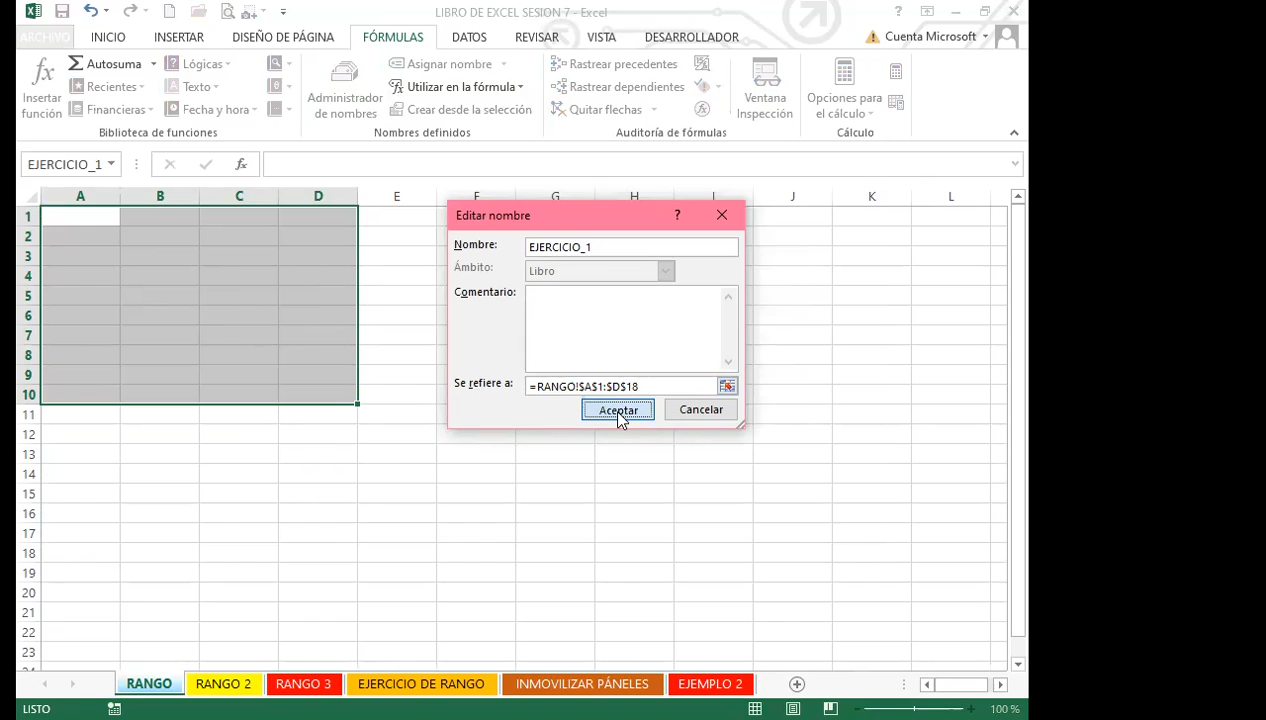 LIBRO DE EXCEL SESION 7 - Excel
ARCHIVO INICIO INSERTAR DISEÑO DE PÁGINA FÓRMULAS DATOS REVISAR VISTA DESARROLLADOR Cuenta Microsoft
Insertar función
Autosuma
Recientes
Financieras
Lógicas
Texto
Fecha y hora
Biblioteca de funciones
Administrador de nombres
Asignar nombre
Utilizar en la fórmula
Crear desde la selección
Nombres definidos
Rastrear precedentes
Rastrear dependientes
Quitar flechas
Auditoría de fórmulas
Ventana Inspección
Opciones para el cálculo
Cálculo
EJERCICIO_1
fx
A B C D E F G H I J K L
1
2
3
4
5
6
7
8
9
10
11
12
13
14
15
16
17
18
19
20
21
22
23
Editar nombre ?
Nombre: EJERCICIO_1
Ámbito: Libro
Comentario:
Se refiere a: =RANGO!$A$1:$D$18
Aceptar Cancelar
RANGO RANGO 2 RANGO 3 EJERCICIO DE RANGO INMOVILIZAR PÁNELES EJEMPLO 2
LISTO 100 %